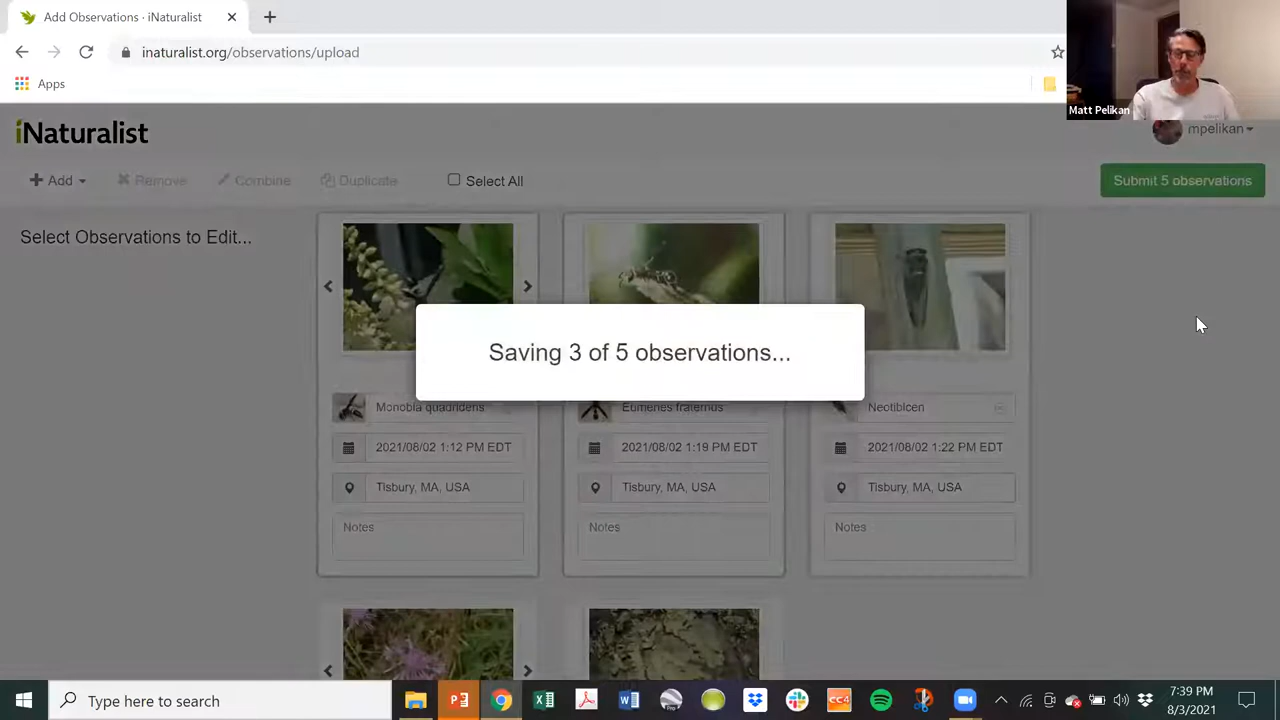 Add Observations · iNaturalist
inaturalist.org/observations/upload
Apps
Matt Pelikan
iNaturalist
mpelikan
Add
Remove
Combine
Duplicate
Select All
Submit 5 observations
Select Observations to Edit...
Saving 3 of 5 observations...
Monobia quadridens
Eumenes fraternus
Neotibicen
2021/08/02 1:12 PM EDT
2021/08/02 1:19 PM EDT
2021/08/02 1:22 PM EDT
Tisbury, MA, USA
Tisbury, MA, USA
Tisbury, MA, USA
Notes
Notes
Notes
Type here to search
CC4
7:39 PM
8/3/2021